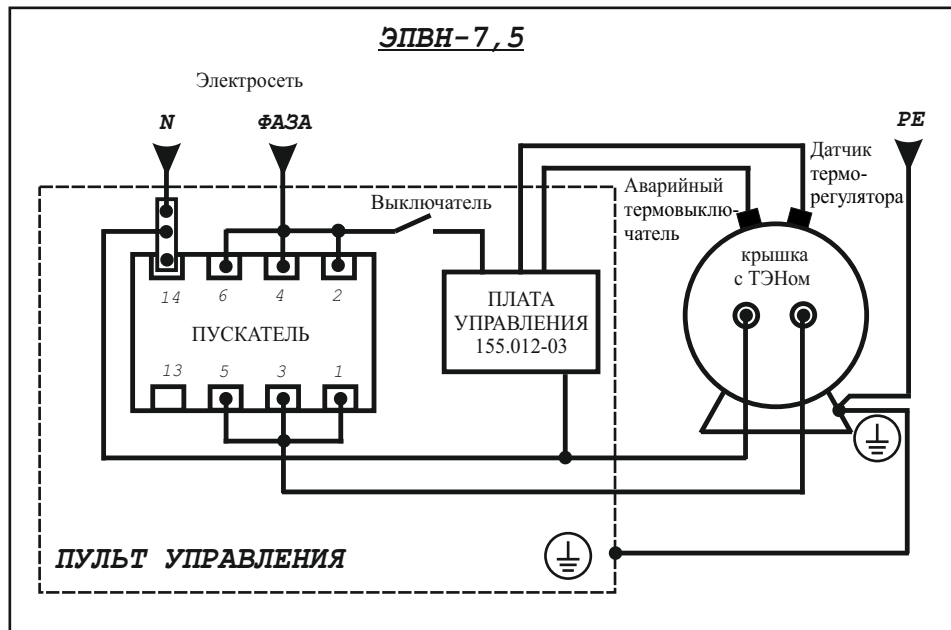 ЭПВН-7,5
Электросеть
N
ФАЗА
PE
Датчик
термо-
регулятора
Аварийный
термовыклю-
чатель
Выключатель
крышка
с ТЭНом
14
6
4
2
ПЛАТА
УПРАВЛЕНИЯ
155.012-03
ПУСКАТЕЛЬ
13
5
3
1
ПУЛЬТ УПРАВЛЕНИЯ